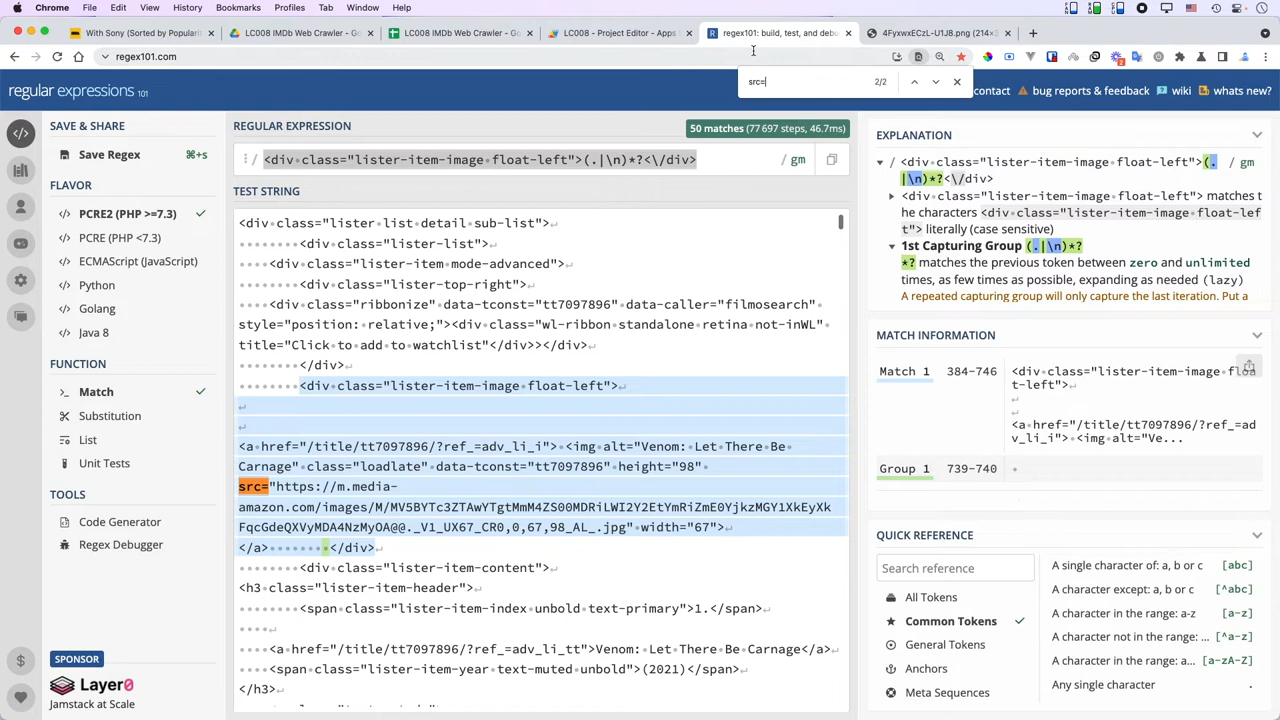 Chrome File Edit View History Bookmarks Profiles Tab Window Help
With Sony (Sorted by Popularit
LC008 IMDb Web Crawler - Go
LC008 IMDb Web Crawler - Go
LC008 - Project Editor - Apps S
regex101: build, test, and debu
4FyxwxECzL-U1J8.png (214×3
regex101.com
src= 2/2
regular expressions 101
contact
bug reports & feedback
wiki
whats new?
SAVE & SHARE
Save Regex ⌘+s
FLAVOR
PCRE2 (PHP >=7.3)
PCRE (PHP <7.3)
ECMAScript (JavaScript)
Python
Golang
Java 8
FUNCTION
Match
Substitution
List
Unit Tests
TOOLS
Code Generator
Regex Debugger
SPONSOR
Layer0
Jamstack at Scale
REGULAR EXPRESSION
50 matches (77 697 steps, 46.7ms)
/ <div•class="lister-item-image•float-left">(.|\n)*?<\/div> / gm
TEST STRING
<div•class="lister•list•detail•sub-list">↵
••••••••<div•class="lister-list">↵
••••<div•class="lister-item•mode-advanced">↵
••••••••<div•class="lister-top-right">↵
••••<div•class="ribbonize"•data-tconst="tt7097896"•data-caller="filmosearch"•
style="position:•relative;"><div•class="wl-ribbon•standalone•retina•not-inWL"•
title="Click•to•add•to•watchlist"</div>></div>↵
••••••••</div>↵
••••••••<div•class="lister-item-image•float-left">↵
↵
↵
<a•href="/title/tt7097896/?ref_=adv_li_i">•<img•alt="Venom:•Let•There•Be•
Carnage"•class="loadlate"•data-tconst="tt7097896"•height="98"•
src="https://m.media-
amazon.com/images/M/MV5BYTc3ZTAwYTgtMmM4ZS00MDRiLWI2Y2EtYmRiZmE0YjkzMGY1XkEyXk
FqcGdeQXVyMDA4NzMyOA@@._V1_UX67_CR0,0,67,98_AL_.jpg"•width="67">↵
</a>••••••••</div>↵
••••••••<div•class="lister-item-content">↵
<h3•class="lister-item-header">↵
••••••••<span•class="lister-item-index•unbold•text-primary">1.</span>↵
••••↵
••••<a•href="/title/tt7097896/?ref_=adv_li_tt">Venom:•Let•There•Be•Carnage</a>↵
••••<span•class="lister-item-year•text-muted•unbold">(2021)</span>↵
</h3>↵
EXPLANATION
/ <div•class="lister-item-image•float-left">(. / gm
|\n)*?<\/div>
<div•class="lister-item-image•float-left"> matches t
he characters <div•class="lister-item-image•float-lef
t"> literally (case sensitive)
1st Capturing Group (.|\n)*?
*? matches the previous token between zero and unlimited
times, as few times as possible, expanding as needed (lazy)
A repeated capturing group will only capture the last iteration. Put a
MATCH INFORMATION
Match 1 384-746 <div•class="lister-item-image•floa
t-left">↵
↵
↵
<a•href="/title/tt7097896/?ref_=ad
v_li_i">•<img•alt="Ve...
Group 1 739-740 •
QUICK REFERENCE
Search reference
All Tokens
Common Tokens
General Tokens
Anchors
Meta Sequences
A single character of: a, b or c [abc]
A character except: a, b or c [^abc]
A character in the range: a-z [a-z]
A character not in the range: ... [^a-z]
A character in the range: a... [a-zA-Z]
Any single character .